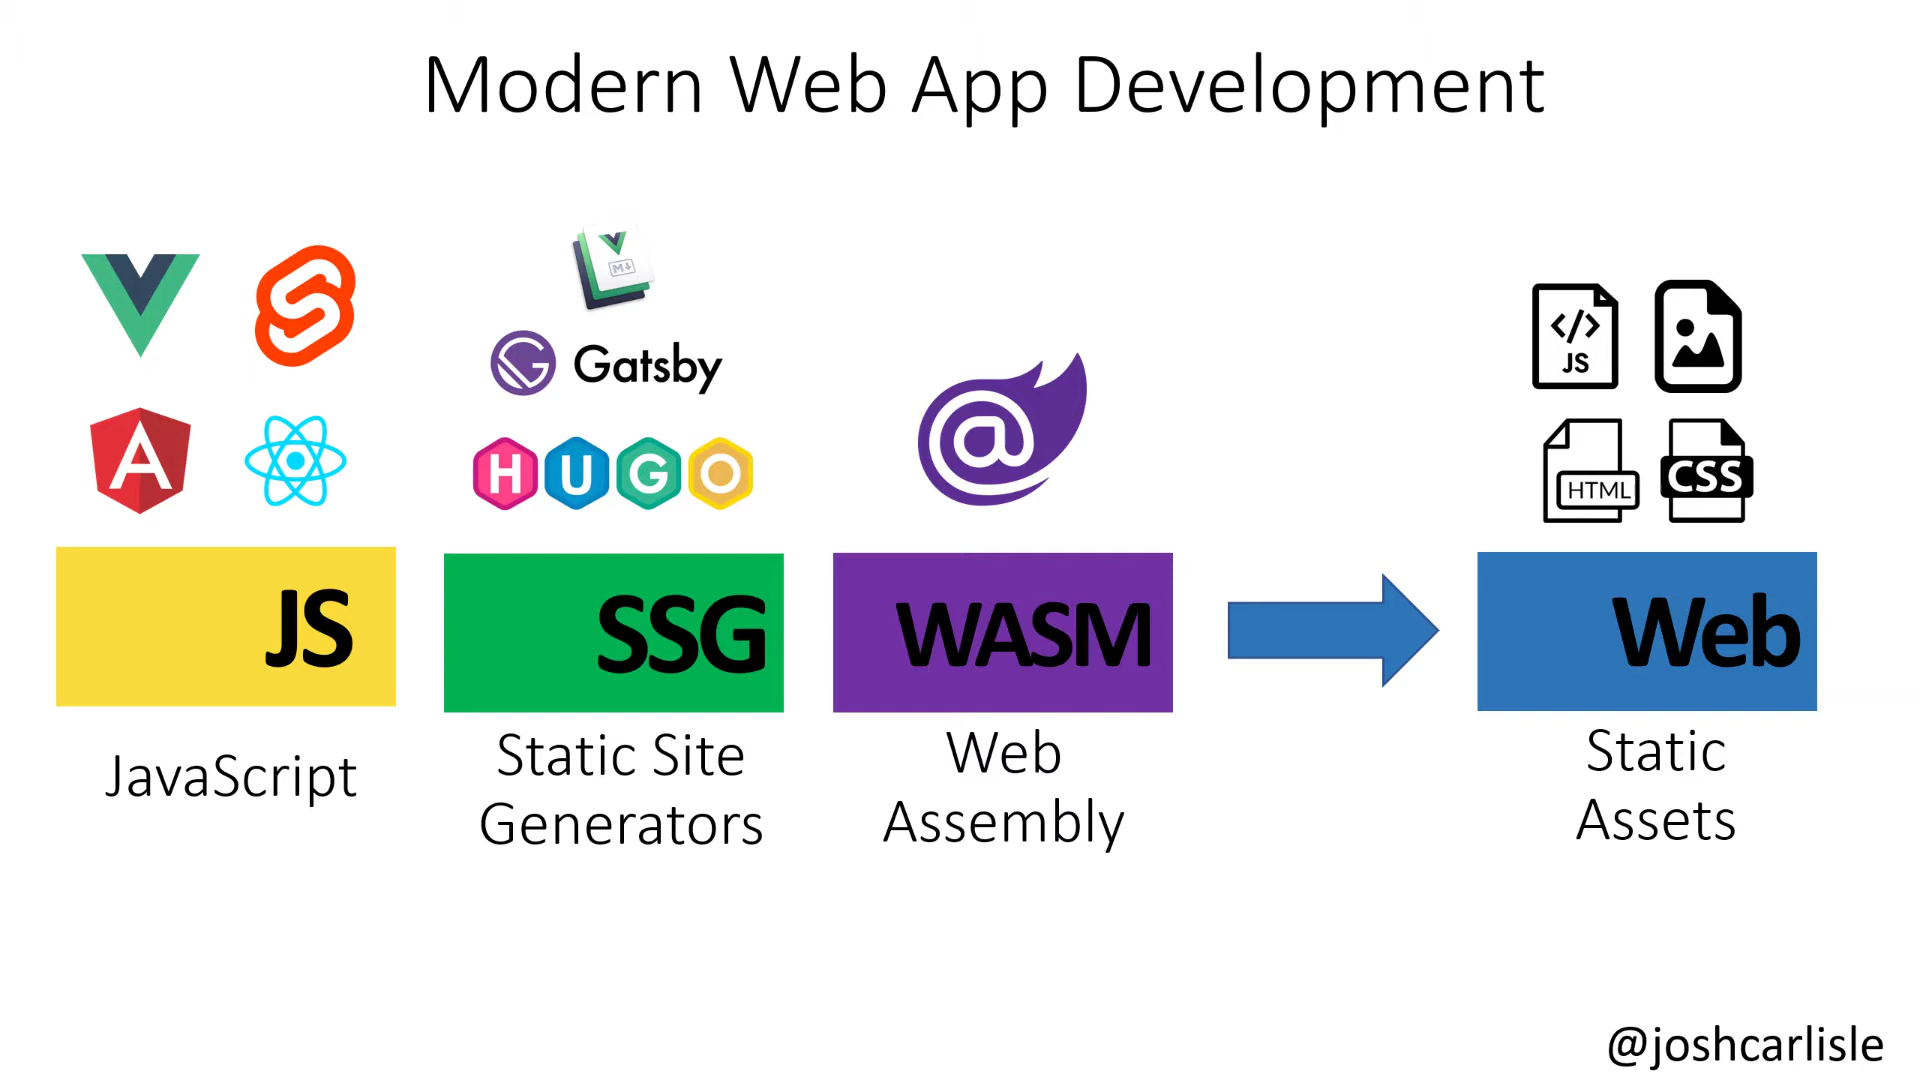 Modern Web App Development
M↓
Gatsby
HUGO
A
@
</>
JS
HTML
CSS
JS
SSG
WASM
Web
JavaScript
Static Site
Generators
Web
Assembly
Static
Assets
@joshcarlisle